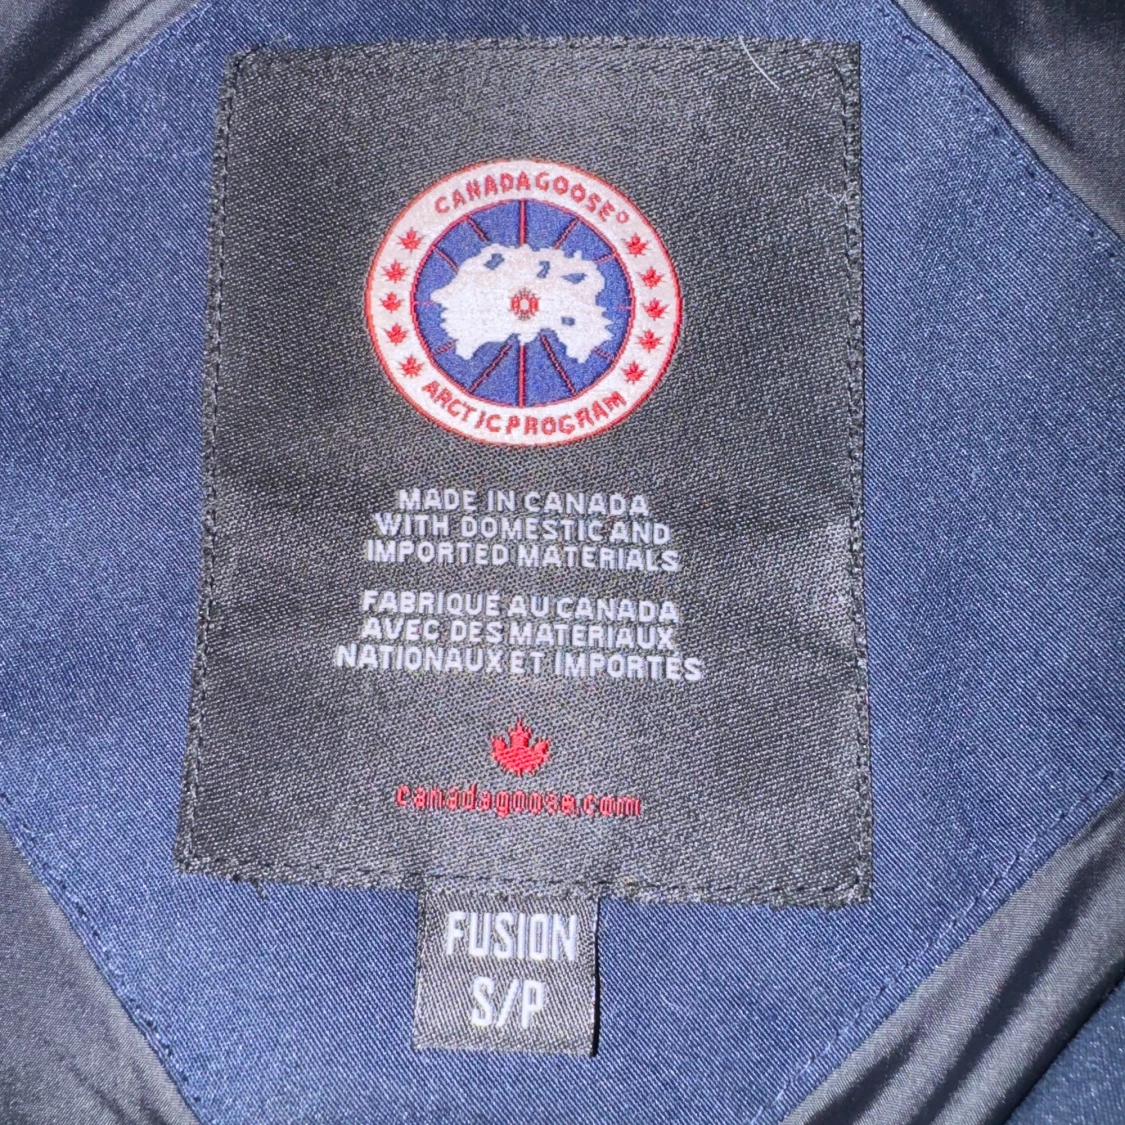 CANADA GOOSE
ARCTIC PROGRAM
MADE IN CANADA
WITH DOMESTIC AND
IMPORTED MATERIALS
FABRIQUÉ AU CANADA
AVEC DES MATERIAUX
NATIONAUX ET IMPORTES
canadagoose.com
FUSION
S/P